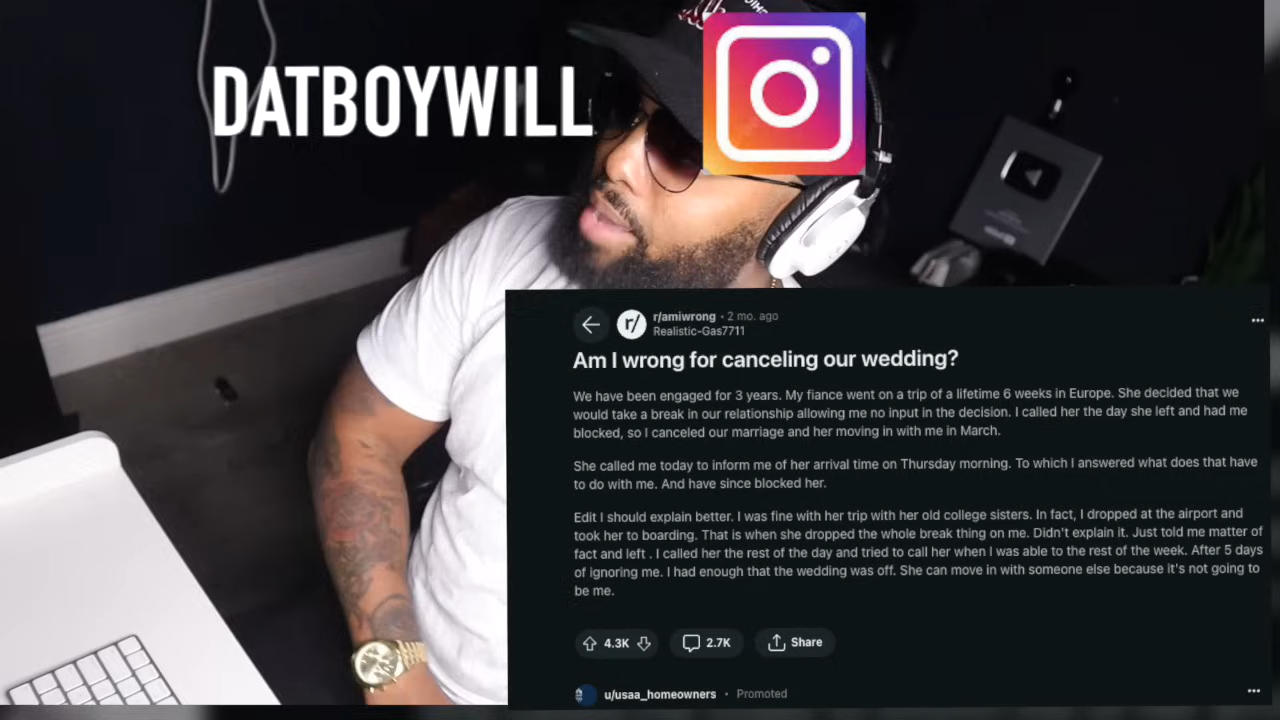 DATBOYWILL
r/amiwrong • 2 mo. ago
Realistic-Gas7711
Am I wrong for canceling our wedding?
We have been engaged for 3 years. My fiance went on a trip of a lifetime 6 weeks in Europe. She decided that we
would take a break in our relationship allowing me no input in the decision. I called her the day she left and had me
blocked, so I canceled our marriage and her moving in with me in March.
She called me today to inform me of her arrival time on Thursday morning. To which I answered what does that have
to do with me. And have since blocked her.
Edit I should explain better. I was fine with her trip with her old college sisters. In fact, I dropped at the airport and
took her to boarding. That is when she dropped the whole break thing on me. Didn't explain it. Just told me matter of
fact and left . I called her the rest of the day and tried to call her when I was able to the rest of the week. After 5 days
of ignoring me. I had enough that the wedding was off. She can move in with someone else because it's not going to
be me.
4.3K 2.7K Share
u/usaa_homeowners • Promoted